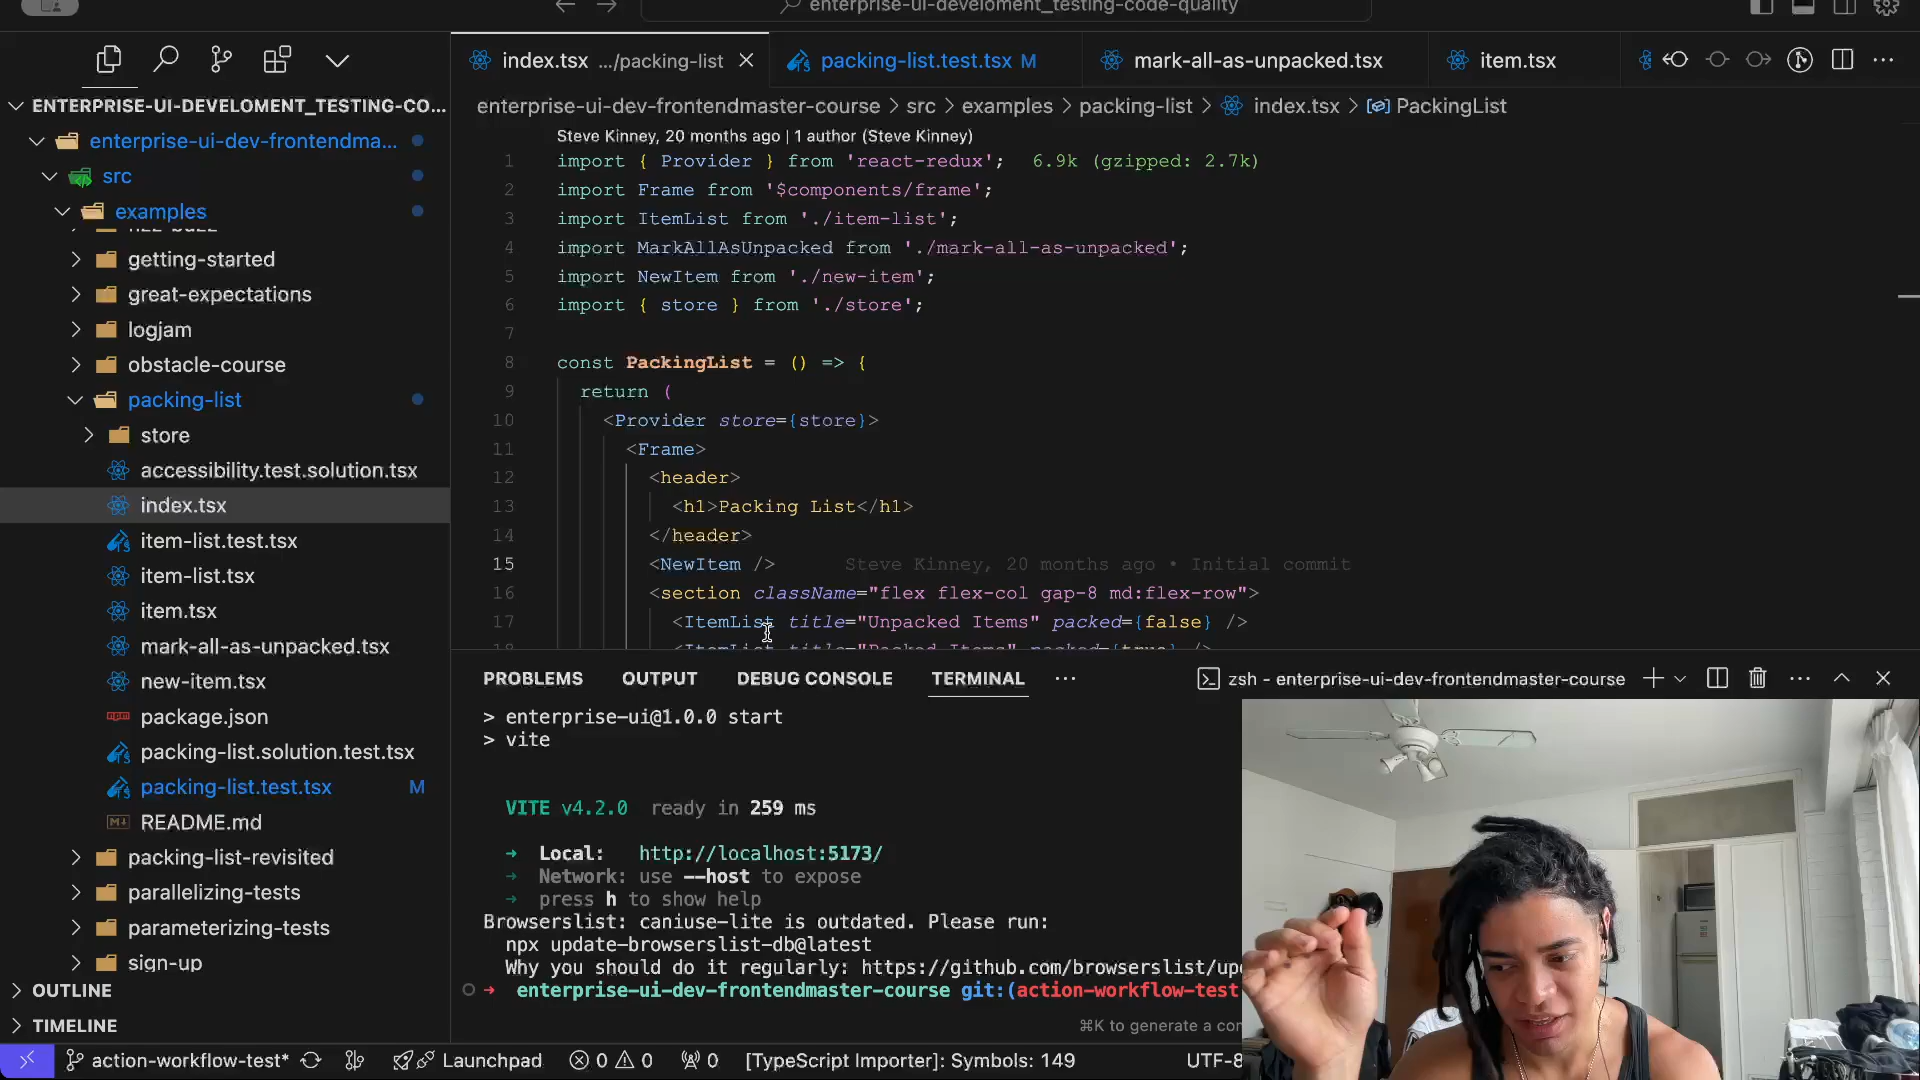 enterprise-ui-develoment_testing-code-quality
index.tsx .../packing-list
packing-list.test.tsx M
mark-all-as-unpacked.tsx
item.tsx
ENTERPRISE-UI-DEVELOMENT_TESTING-CO...
enterprise-ui-dev-frontendma...
src
examples
fizz-buzz
getting-started
great-expectations
logjam
obstacle-course
packing-list
store
accessibility.test.solution.tsx
index.tsx
item-list.test.tsx
item-list.tsx
item.tsx
mark-all-as-unpacked.tsx
new-item.tsx
package.json
packing-list.solution.test.tsx
packing-list.test.tsx M
README.md
packing-list-revisited
parallelizing-tests
parameterizing-tests
sign-up
OUTLINE
TIMELINE
enterprise-ui-dev-frontendmaster-course > src > examples > packing-list > index.tsx > PackingList
Steve Kinney, 20 months ago | 1 author (Steve Kinney)
1 import { Provider } from 'react-redux'; 6.9k (gzipped: 2.7k)
2 import Frame from '$components/frame';
3 import ItemList from './item-list';
4 import MarkAllAsUnpacked from './mark-all-as-unpacked';
5 import NewItem from './new-item';
6 import { store } from './store';
7
8 const PackingList = () => {
9 return (
10 <Provider store={store}>
11 <Frame>
12 <header>
13 <h1>Packing List</h1>
14 </header>
15 <NewItem /> Steve Kinney, 20 months ago • Initial commit
16 <section className="flex flex-col gap-8 md:flex-row">
17 <ItemList title="Unpacked Items" packed={false} />
18 <ItemList title="Packed Items" packed={true} />
PROBLEMS OUTPUT DEBUG CONSOLE TERMINAL ···
zsh - enterprise-ui-dev-frontendmaster-course
> enterprise-ui@1.0.0 start
> vite
VITE v4.2.0 ready in 259 ms
➜ Local: http://localhost:5173/
➜ Network: use --host to expose
➜ press h to show help
Browserslist: caniuse-lite is outdated. Please run:
npx update-browserslist-db@latest
Why you should do it regularly: https://github.com/browserslist/up
➜ enterprise-ui-dev-frontendmaster-course git:(action-workflow-test
⌘K to generate a co
action-workflow-test*
Launchpad
0 0
0
[TypeScript Importer]: Symbols: 149
UTF-8